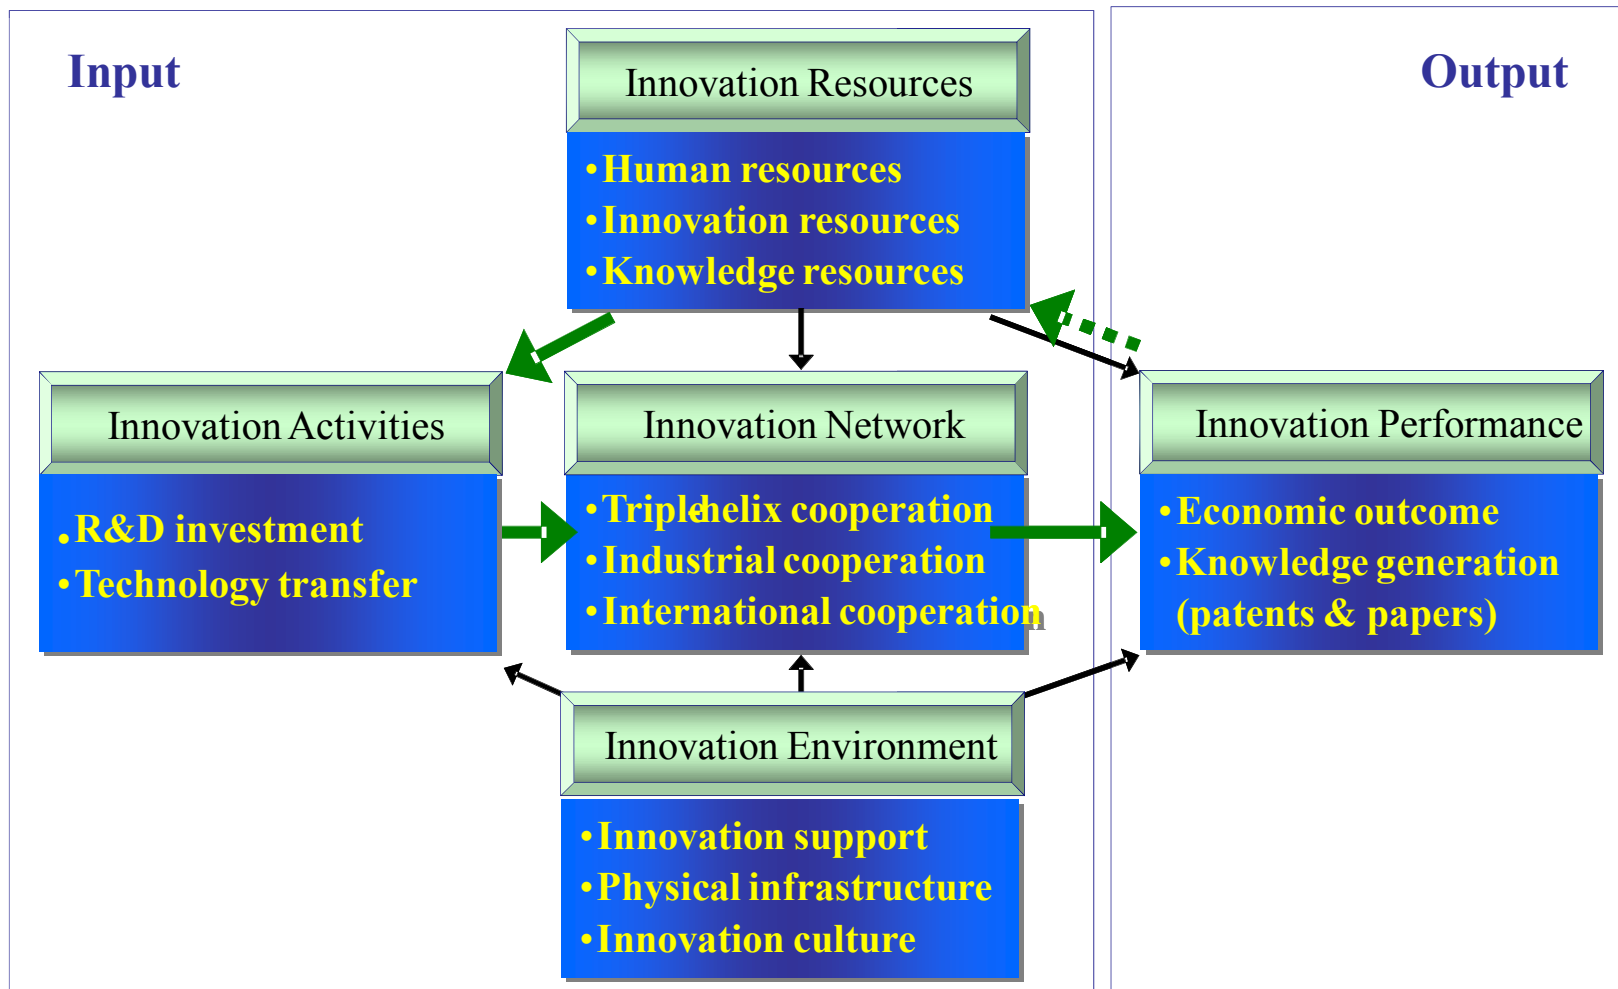 Input
Output
Innovation Resources
•Human resources
•Innovation resources
•Knowledge resources
Innovation Activities
.R&D investment
•Technology transfer
Innovation Network
•Triple-helix cooperation
•Industrial cooperation
•International cooperation
Innovation Performance
•Economic outcome
•Knowledge generation
(patents & papers)
Innovation Environment
•Innovation support
•Physical infrastructure
•Innovation culture